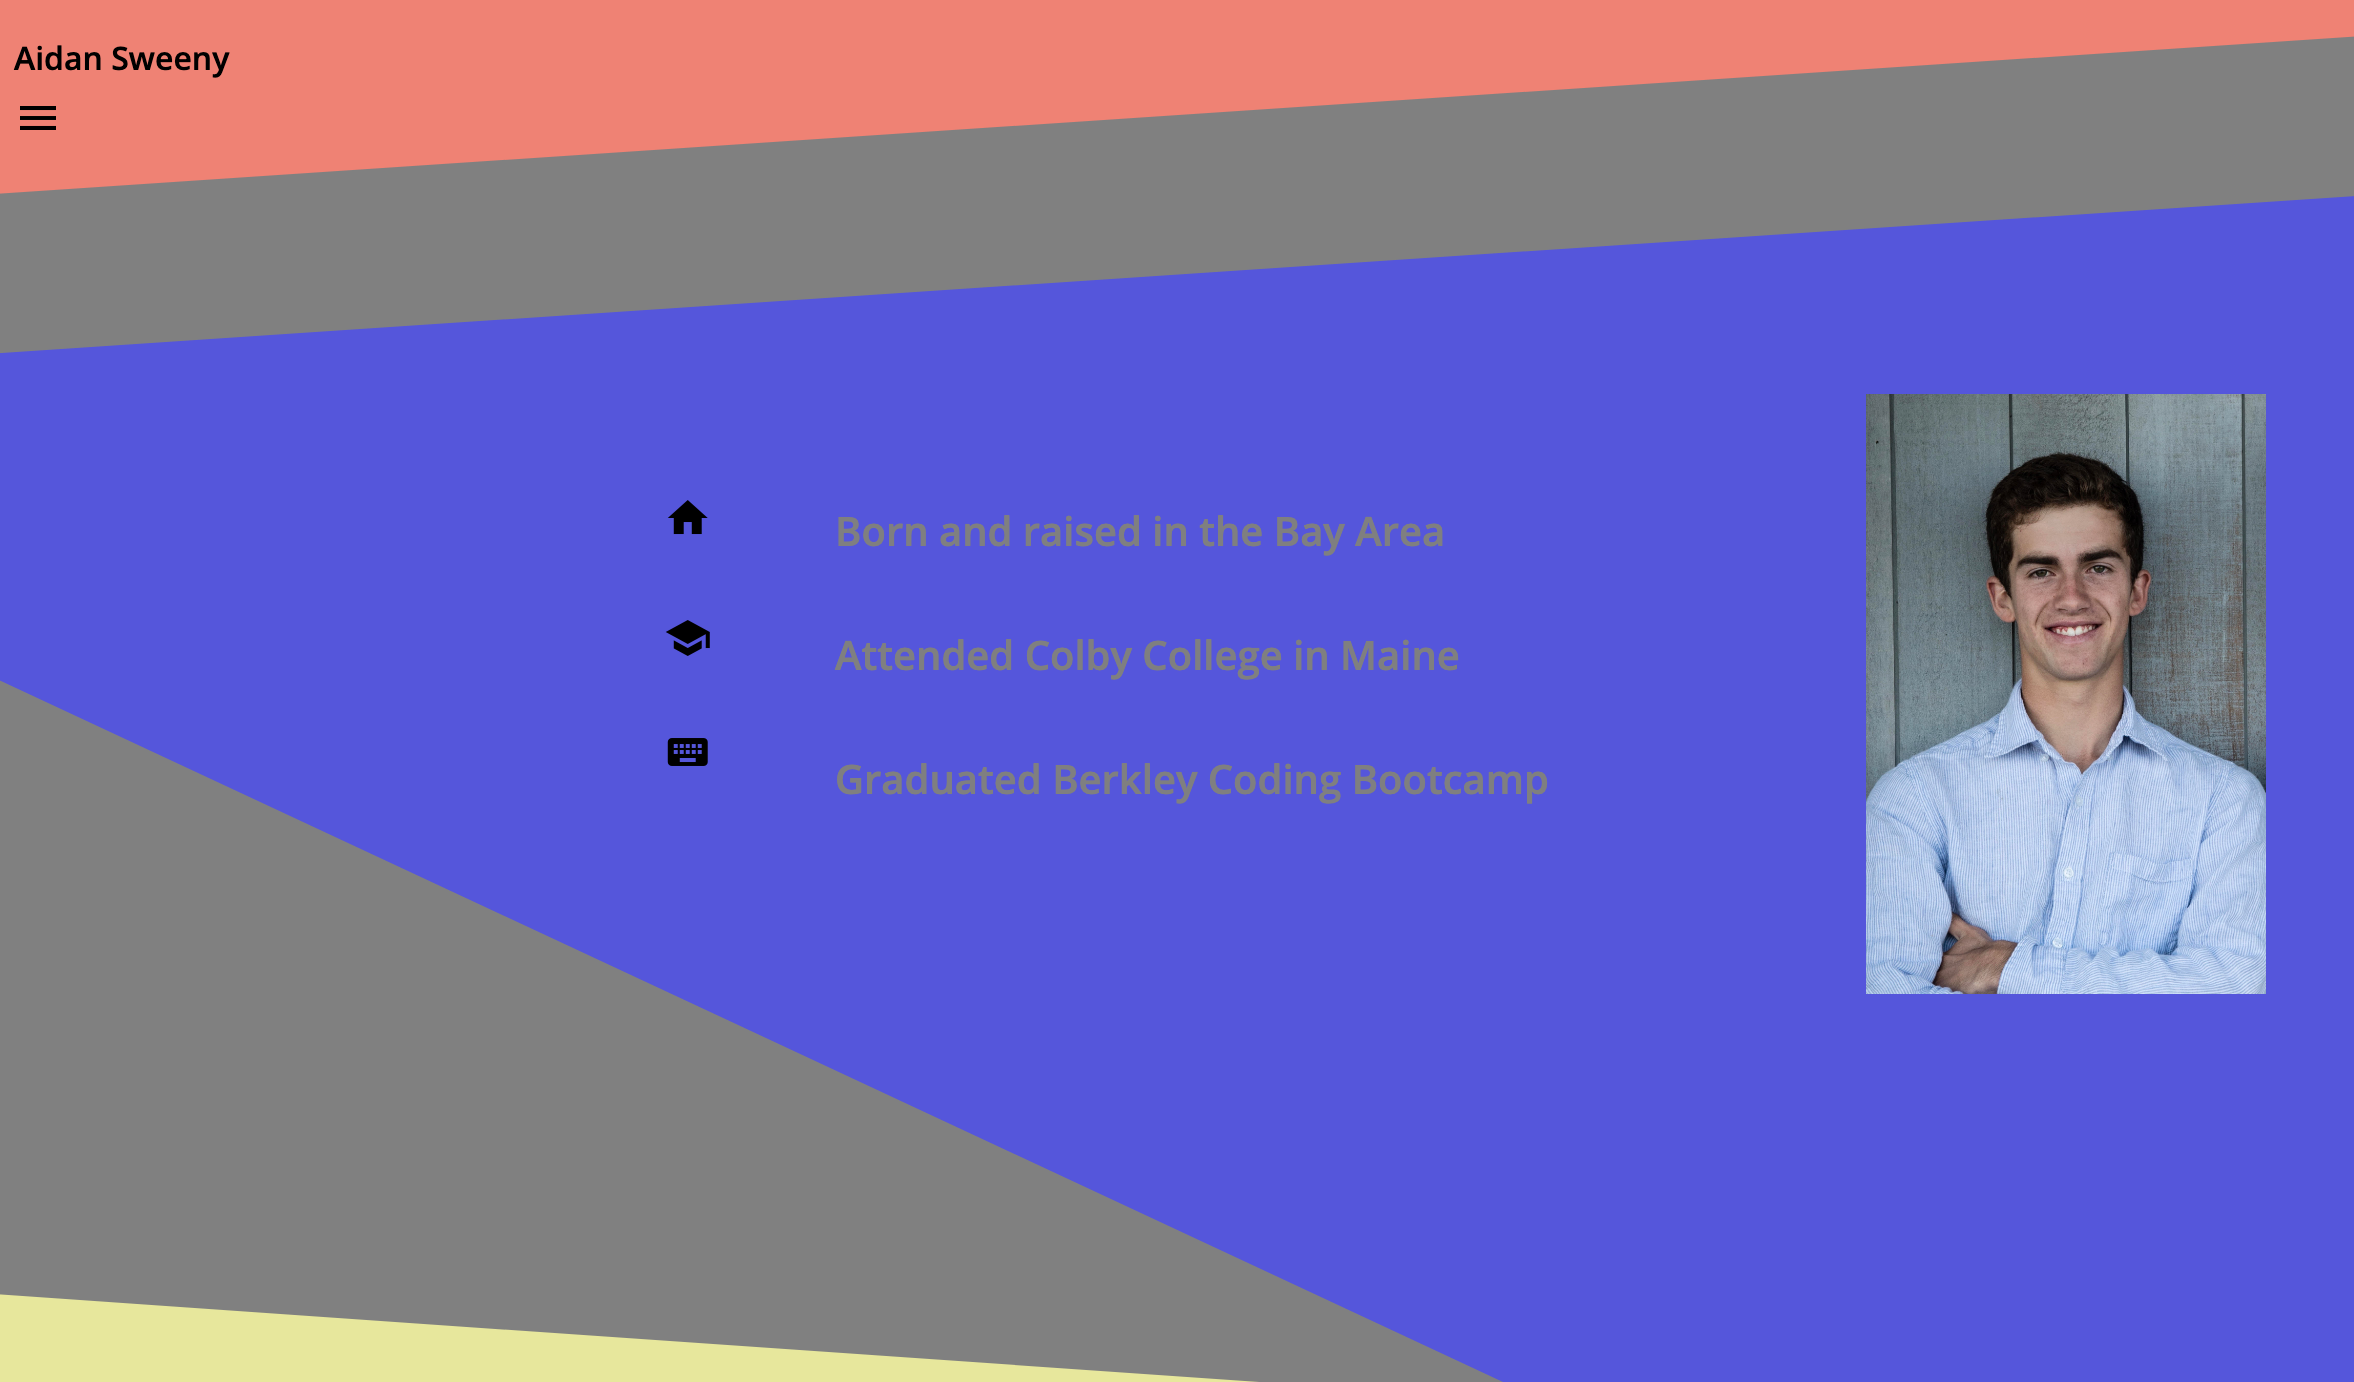 Aidan Sweeny
Born and raised in the Bay Area
Attended Colby College in Maine
Graduated Berkley Coding Bootcamp